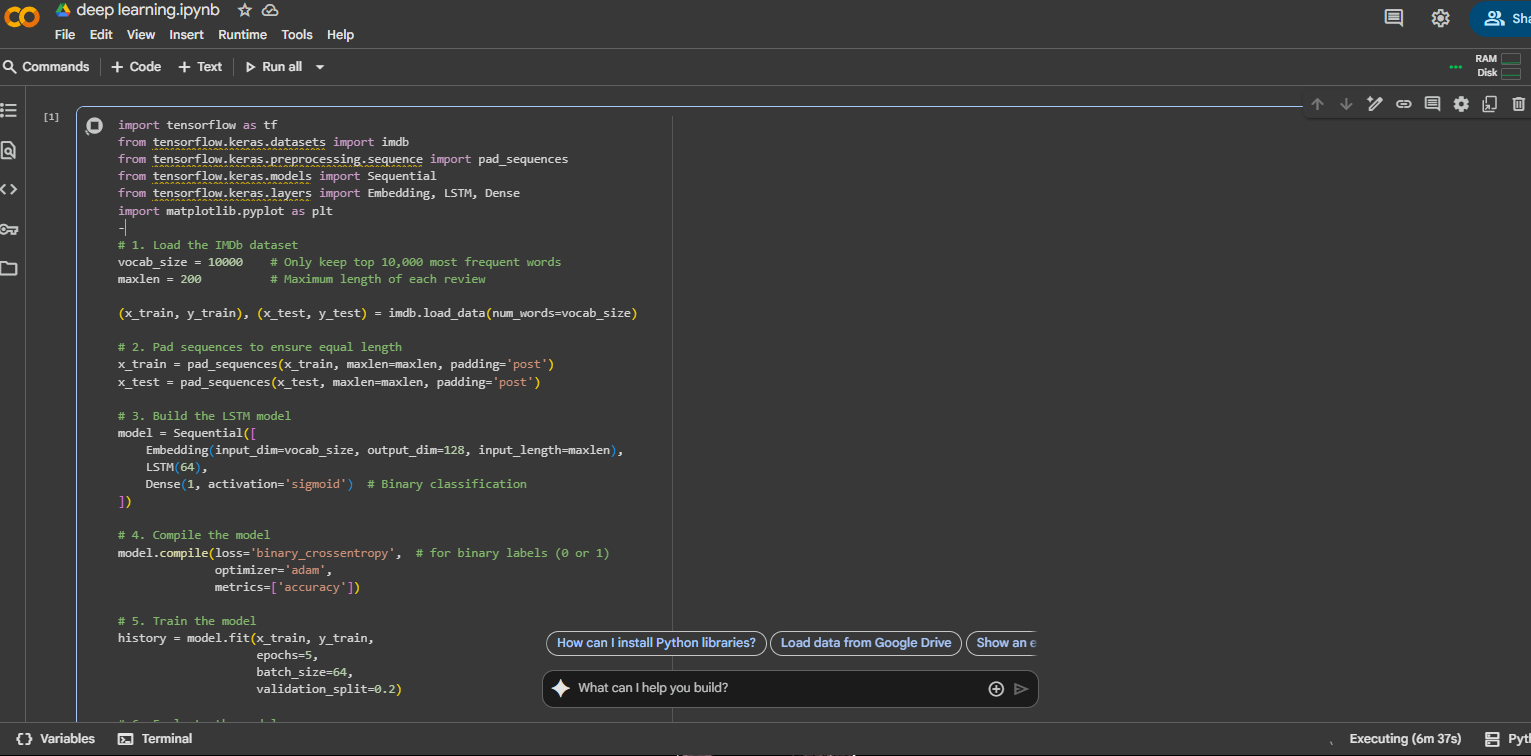 deep learning.ipynb
File Edit View Insert Runtime Tools Help
Commands + Code + Text Run all
RAM
Disk
[1]
import tensorflow as tf
from tensorflow.keras.datasets import imdb
from tensorflow.keras.preprocessing.sequence import pad_sequences
from tensorflow.keras.models import Sequential
from tensorflow.keras.layers import Embedding, LSTM, Dense
import matplotlib.pyplot as plt
-
# 1. Load the IMDb dataset
vocab_size = 10000 # Only keep top 10,000 most frequent words
maxlen = 200 # Maximum length of each review
(x_train, y_train), (x_test, y_test) = imdb.load_data(num_words=vocab_size)
# 2. Pad sequences to ensure equal length
x_train = pad_sequences(x_train, maxlen=maxlen, padding='post')
x_test = pad_sequences(x_test, maxlen=maxlen, padding='post')
# 3. Build the LSTM model
model = Sequential([
Embedding(input_dim=vocab_size, output_dim=128, input_length=maxlen),
LSTM(64),
Dense(1, activation='sigmoid') # Binary classification
])
# 4. Compile the model
model.compile(loss='binary_crossentropy', # for binary labels (0 or 1)
optimizer='adam',
metrics=['accuracy'])
# 5. Train the model
history = model.fit(x_train, y_train,
epochs=5,
batch_size=64,
validation_split=0.2)
How can I install Python libraries? Load data from Google Drive Show an e
What can I help you build?
Variables Terminal Executing (6m 37s) Pyt